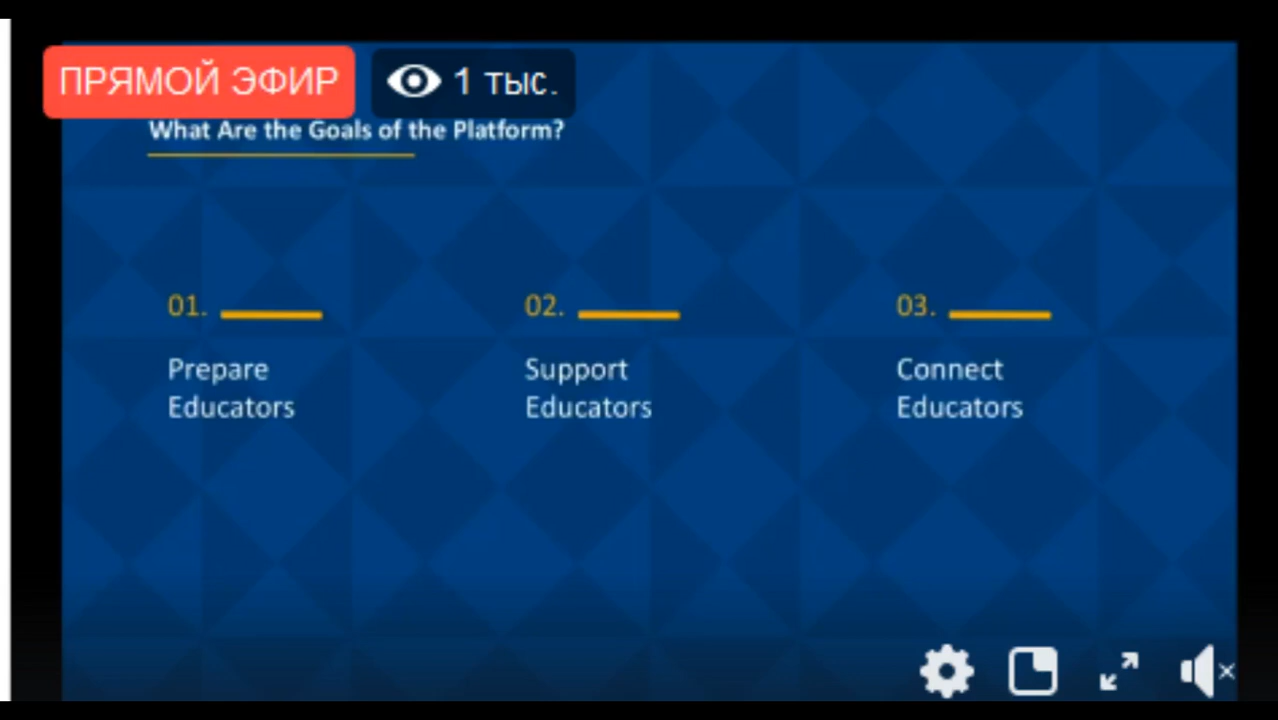 ПРЯМОЙ ЭФИР
1 тыс.
What Are the Goals of the Platform?
01.
Prepare
Educators
02.
Support
Educators
03.
Connect
Educators